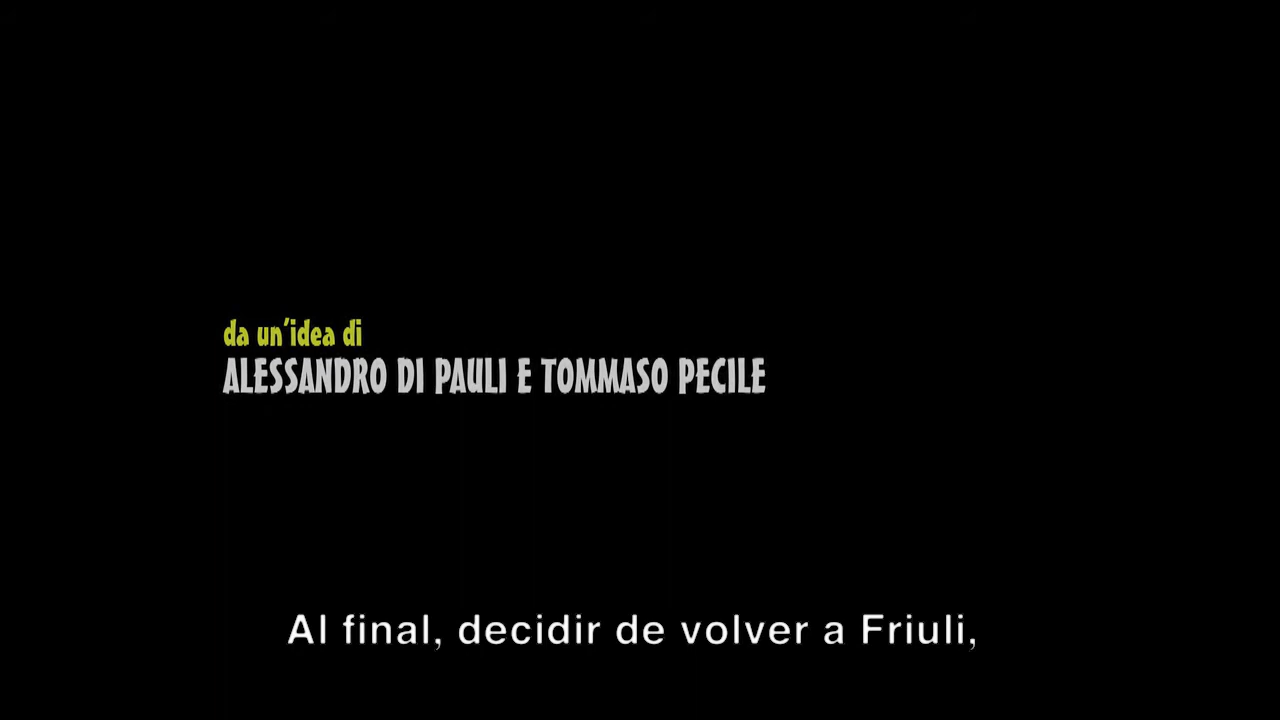 da un'idea di
ALESSANDRO DI PAULI E TOMMASO PECILE
Al final, decidir de volver a Friuli,